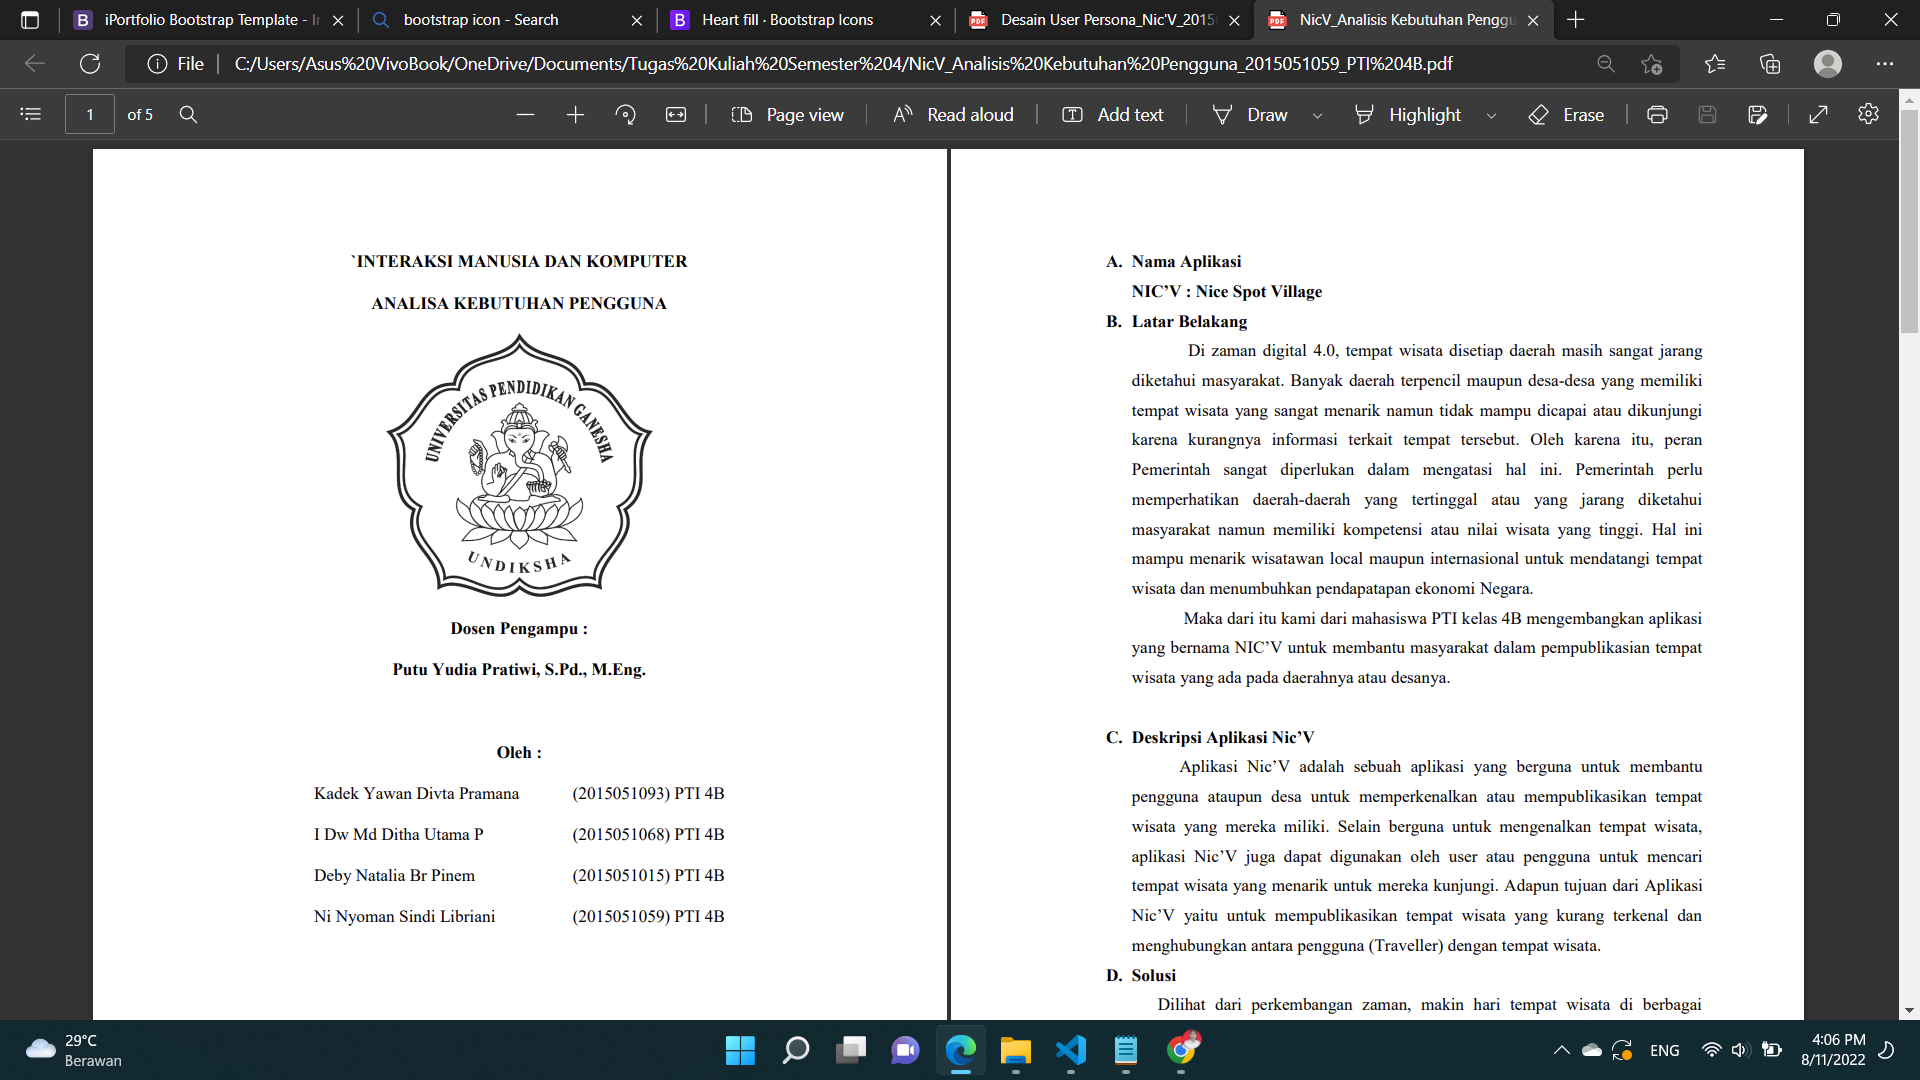 iPortfolio Bootstrap Template - I
bootstrap icon - Search
Heart fill · Bootstrap Icons
Desain User Persona_Nic'V_2015
NicV_Analisis Kebutuhan Penggu
File
C:/Users/Asus%20VivoBook/OneDrive/Documents/Tugas%20Kuliah%20Semester%204/NicV_Analisis%20Kebutuhan%20Pengguna_2015051059_PTI%204B.pdf
1 of 5
Page view
Read aloud
Add text
Draw
Highlight
Erase
`INTERAKSI MANUSIA DAN KOMPUTER
ANALISA KEBUTUHAN PENGGUNA
UNIVERSITAS PENDIDIKAN GANESHA
UNDIKSHA
Dosen Pengampu :
Putu Yudia Pratiwi, S.Pd., M.Eng.
Oleh :
Kadek Yawan Divta Pramana (2015051093) PTI 4B
I Dw Md Ditha Utama P (2015051068) PTI 4B
Deby Natalia Br Pinem (2015051015) PTI 4B
Ni Nyoman Sindi Libriani (2015051059) PTI 4B
A. Nama Aplikasi
NIC’V : Nice Spot Village
B. Latar Belakang
Di zaman digital 4.0, tempat wisata disetiap daerah masih sangat jarang
diketahui masyarakat. Banyak daerah terpencil maupun desa-desa yang memiliki
tempat wisata yang sangat menarik namun tidak mampu dicapai atau dikunjungi
karena kurangnya informasi terkait tempat tersebut. Oleh karena itu, peran
Pemerintah sangat diperlukan dalam mengatasi hal ini. Pemerintah perlu
memperhatikan daerah-daerah yang tertinggal atau yang jarang diketahui
masyarakat namun memiliki kompetensi atau nilai wisata yang tinggi. Hal ini
mampu menarik wisatawan local maupun internasional untuk mendatangi tempat
wisata dan menumbuhkan pendapatapan ekonomi Negara.
Maka dari itu kami dari mahasiswa PTI kelas 4B mengembangkan aplikasi
yang bernama NIC’V untuk membantu masyarakat dalam pempublikasian tempat
wisata yang ada pada daerahnya atau desanya.
C. Deskripsi Aplikasi Nic’V
Aplikasi Nic’V adalah sebuah aplikasi yang berguna untuk membantu
pengguna ataupun desa untuk memperkenalkan atau mempublikasikan tempat
wisata yang mereka miliki. Selain berguna untuk mengenalkan tempat wisata,
aplikasi Nic’V juga dapat digunakan oleh user atau pengguna untuk mencari
tempat wisata yang menarik untuk mereka kunjungi. Adapun tujuan dari Aplikasi
Nic’V yaitu untuk mempublikasikan tempat wisata yang kurang terkenal dan
menghubungkan antara pengguna (Traveller) dengan tempat wisata.
D. Solusi
Dilihat dari perkembangan zaman, makin hari tempat wisata di berbagai
29°C
Berawan
ENG
4:06 PM
8/11/2022